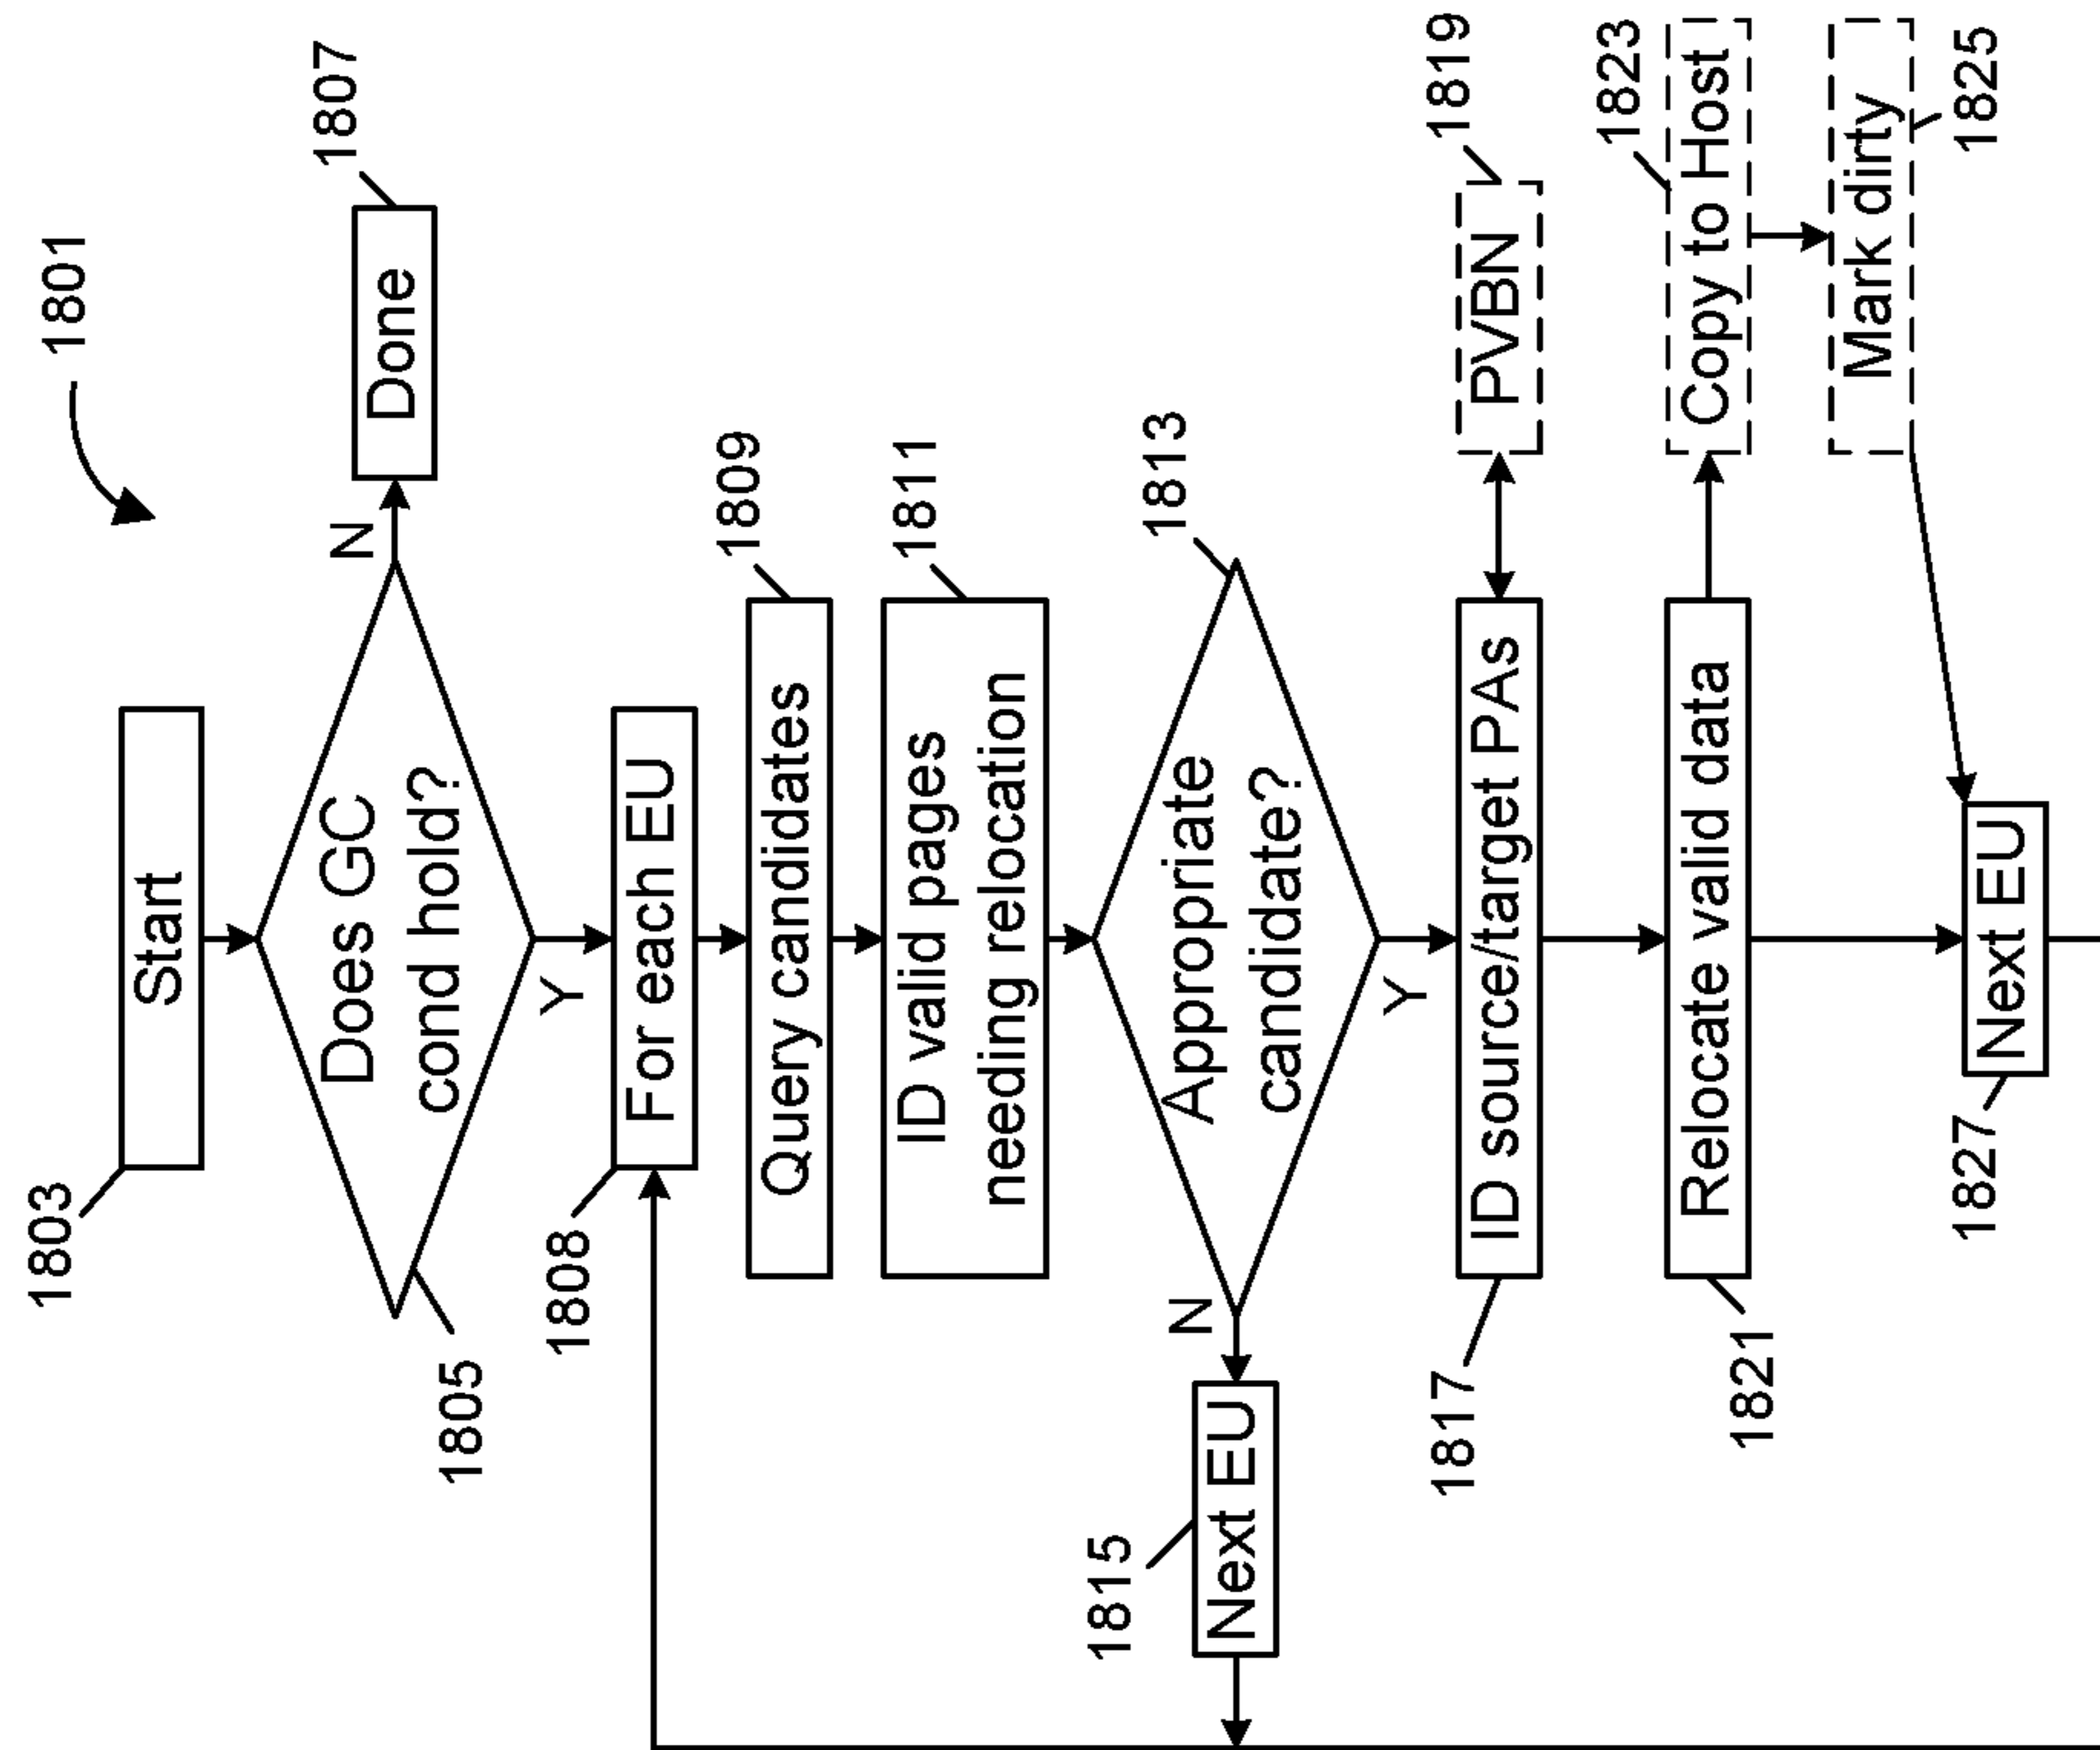 1801
1803
Start
1805
Does GC
cond hold?
N
Done
1807
Y
1808
For each EU
Query candidates
1809
ID valid pages
needing relocation
1811
Appropriate
candidate?
1813
N
Next EU
1815
Y
ID source/target PAs
1817
PVBN
1819
Relocate valid data
1821
Copy to Host
1823
Mark dirty
1825
Next EU
1827